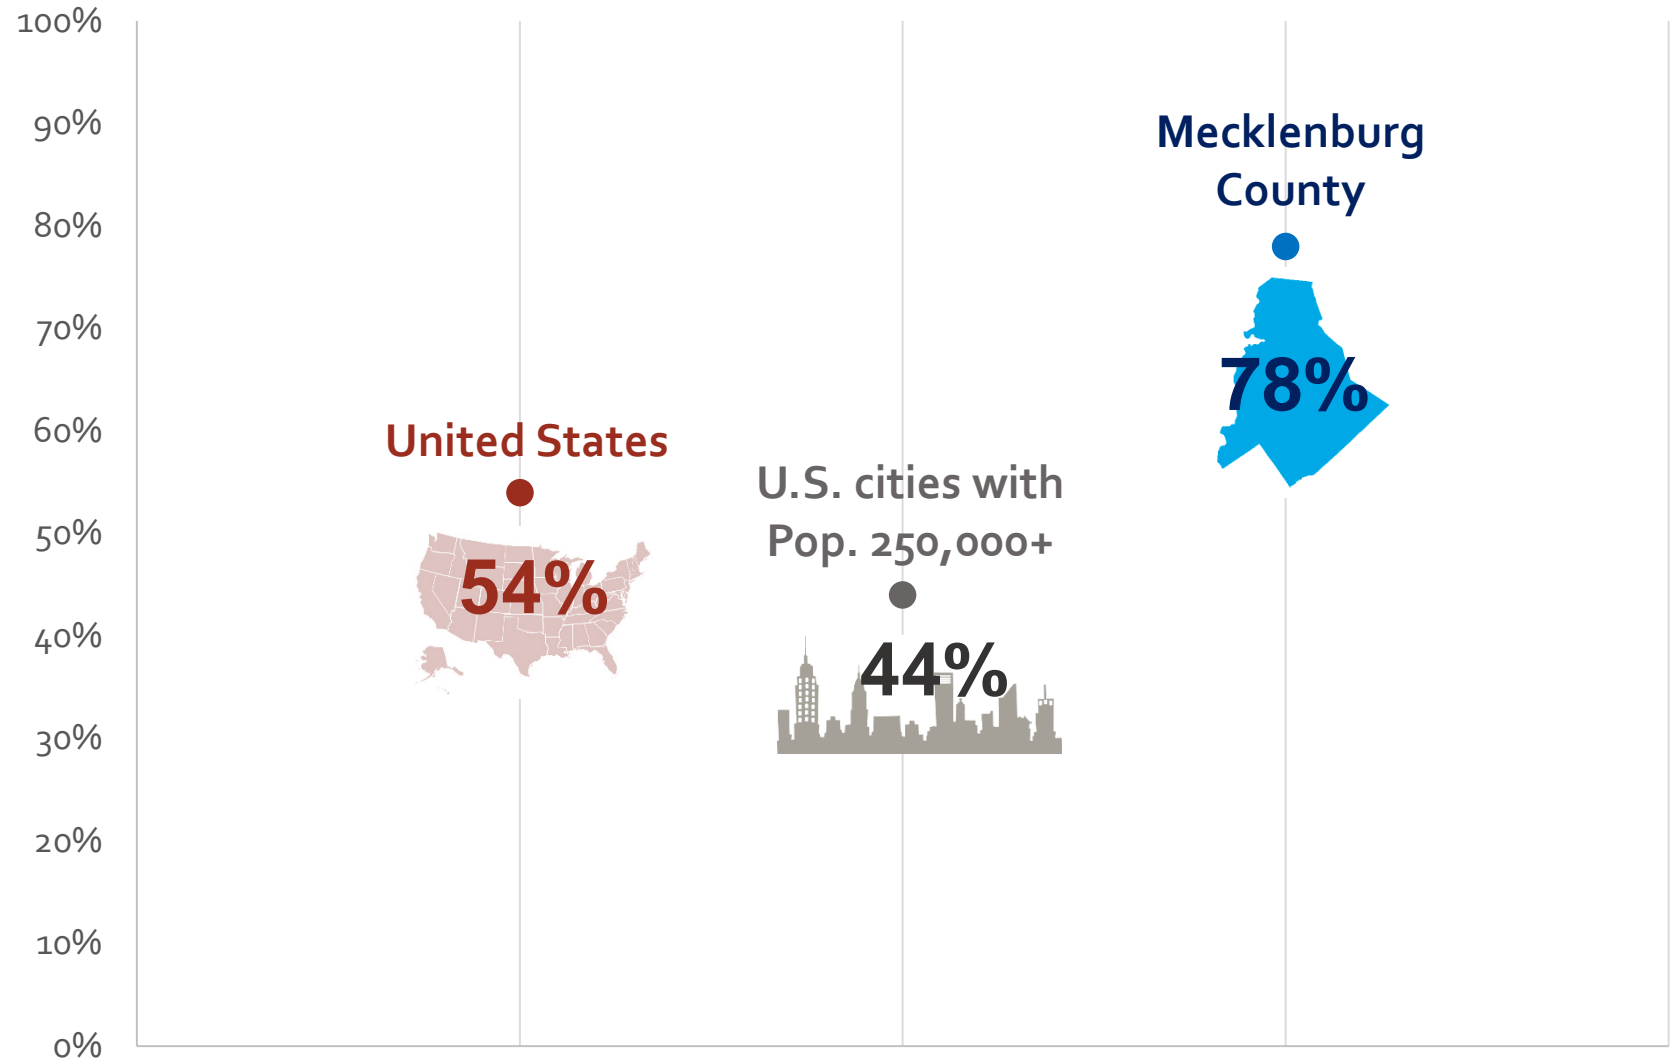 100%
90%
80%
70%
60%
50%
40%
30%
20%
10%
0%
United States
54%
U.S. cities with
Pop. 250,000+
44%
Mecklenburg
County
78%